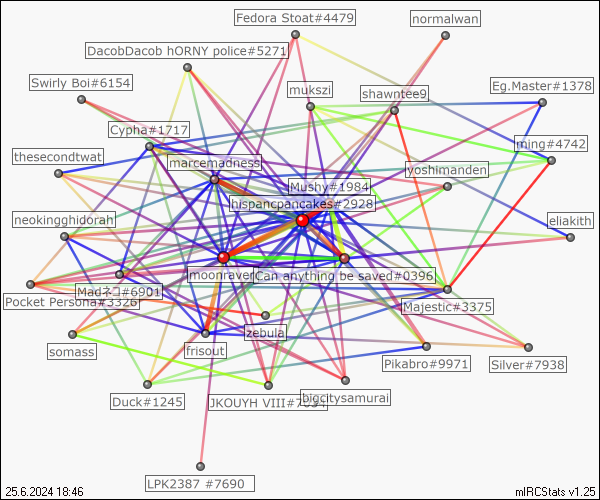 Fedora Stoat#4479
normalwan
DacobDacob hORNY police#5271
Swirly Boi#6154
mukszi
shawntee9
Eg.Master#1378
Cypha#1717
ming#4742
thesecondtwat
marcemadness
yoshimanden
Mushy#1984
hispancpancakes#2928
neokingghidorah
eliakith
moonraven
Can anything be saved#0396
Madネコ#6901
Pocket Persona#3326
Majestic#3375
zebula
somass
frisout
Pikabro#9971
Silver#7938
Duck#1245
JKOUYH VIII#7894
bigcitysamurai
LPK2387 #7690
25.6.2024 18:46
mIRCStats v1.25